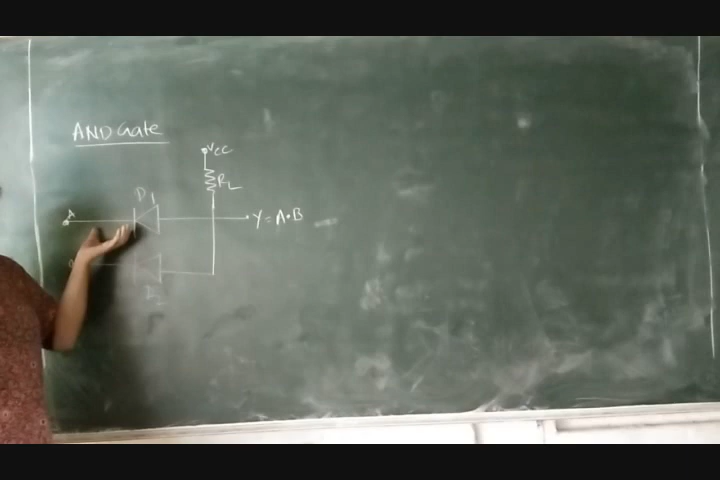 AND Gate
VCC
RL
D1
A
Y = A•B
D2